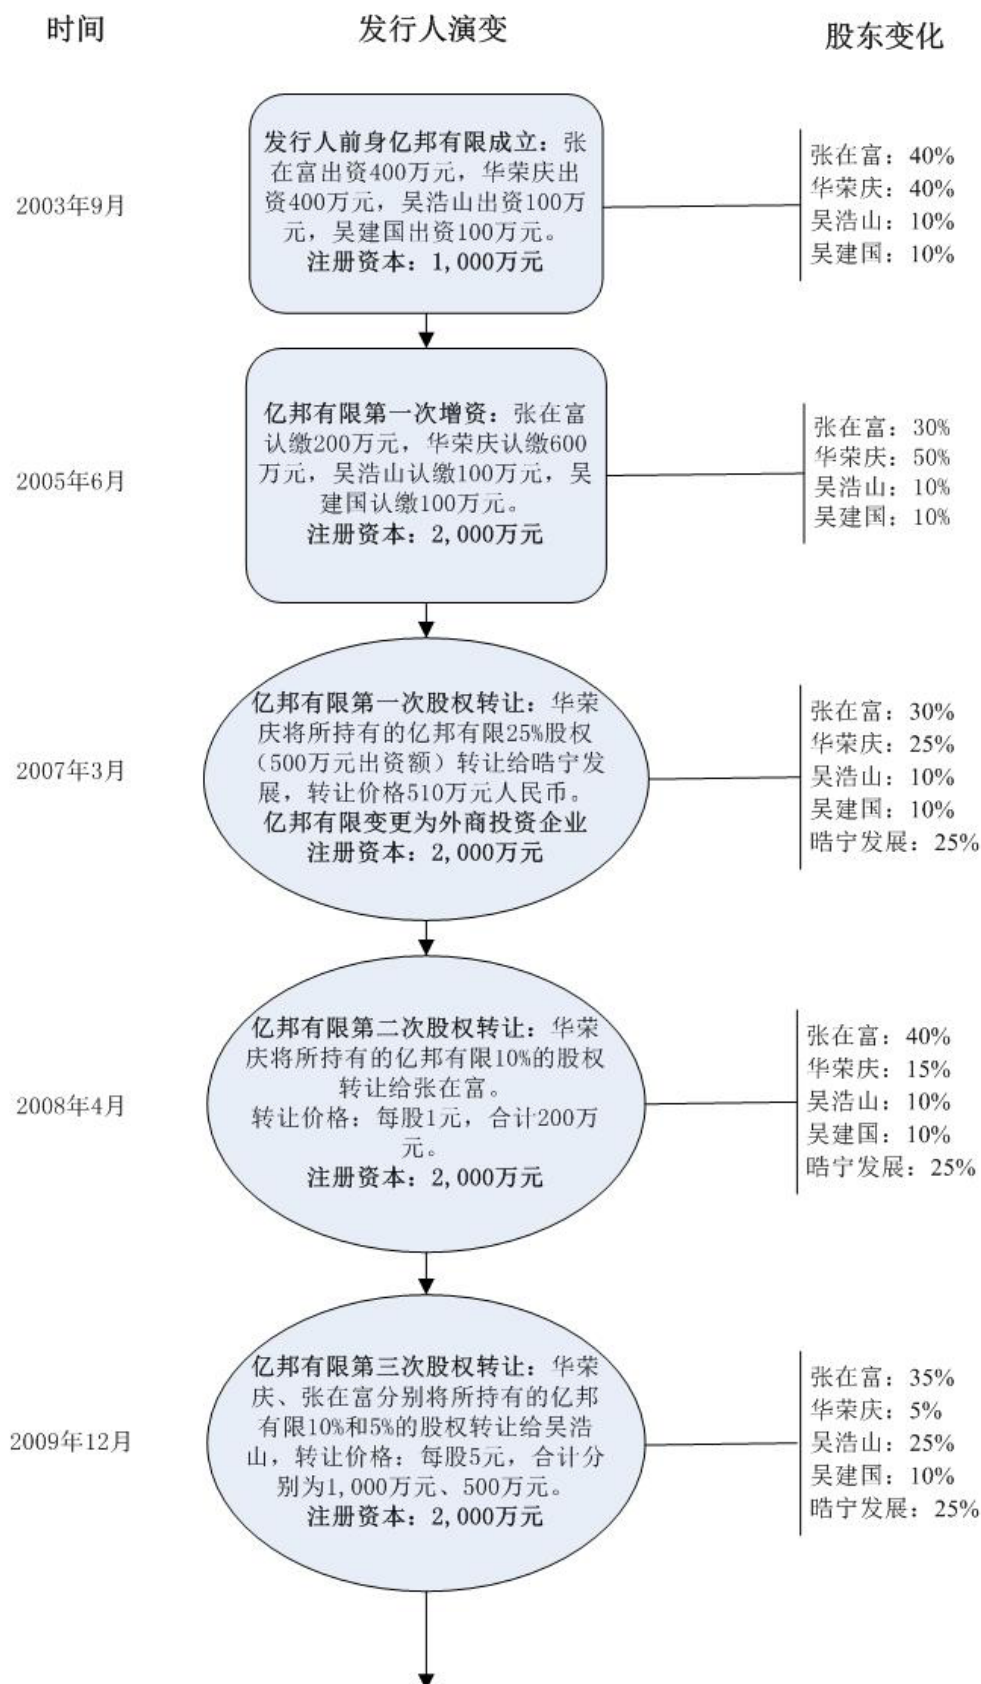 时间
发行人演变
股东变化
2003年9月
发行人前身亿邦有限成立：张
在富出资400万元，华荣庆出
资400万元，吴浩山出资100万
元，吴建国出资100万元。
注册资本：1,000万元
张在富：40%
华荣庆：40%
吴浩山：10%
吴建国：10%
2005年6月
亿邦有限第一次增资：张在富
认缴200万元，华荣庆认缴600
万元，吴浩山认缴100万元，吴
建国认缴100万元。
注册资本：2,000万元
张在富：30%
华荣庆：50%
吴浩山：10%
吴建国：10%
2007年3月
亿邦有限第一次股权转让：华荣
庆将所持有的亿邦有限25%股权
（500万元出资额）转让给晧宁发
展，转让价格510万元人民币。
亿邦有限变更为外商投资企业
注册资本：2,000万元
张在富：30%
华荣庆：25%
吴浩山：10%
吴建国：10%
晧宁发展：25%
2008年4月
亿邦有限第二次股权转让：华荣
庆将所持有的亿邦有限10%的股权
转让给张在富。
转让价格：每股1元，合计200万
元。
注册资本：2,000万元
张在富：40%
华荣庆：15%
吴浩山：10%
吴建国：10%
晧宁发展：25%
2009年12月
亿邦有限第三次股权转让：华荣
庆、张在富分别将所持有的亿邦
有限10%和5%的股权转让给吴浩
山，转让价格：每股5元，合计分
别为1,000万元、500万元。
注册资本：2,000万元
张在富：35%
华荣庆：5%
吴浩山：25%
吴建国：10%
晧宁发展：25%